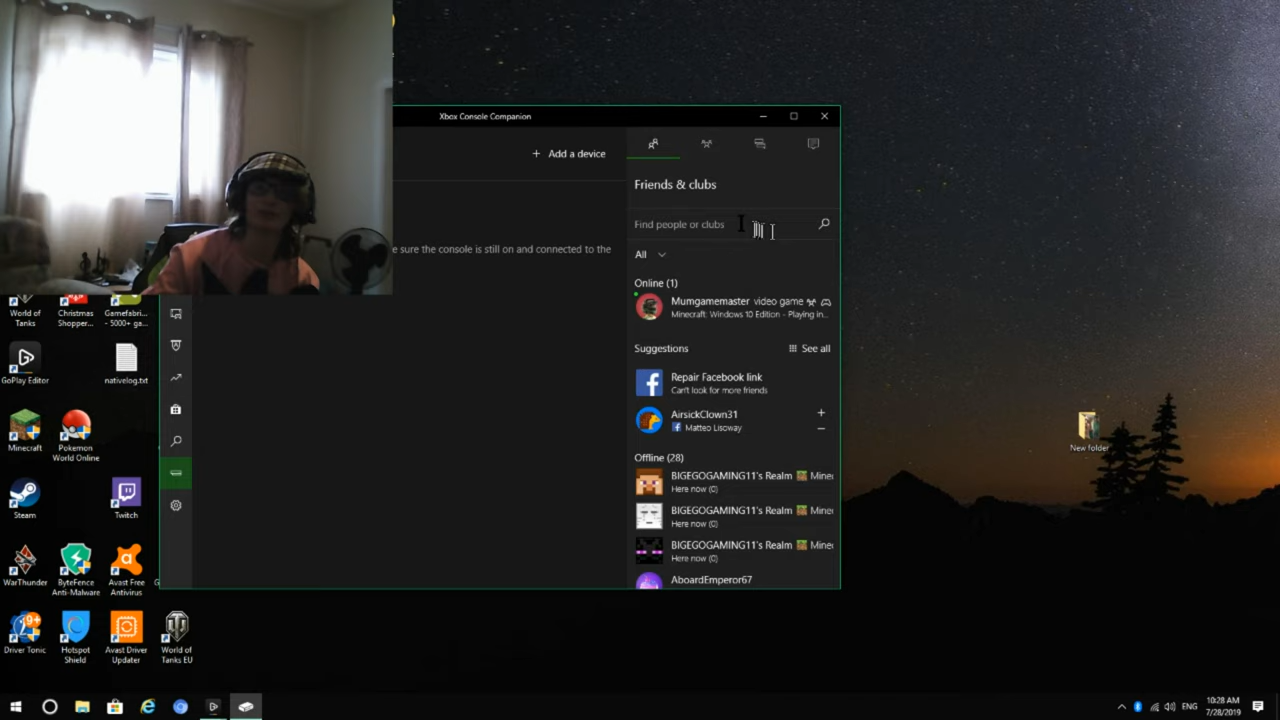 Xbox Console Companion
+ Add a device
e sure the console is still on and connected to the
Friends & clubs
Find people or clubs
All
Online (1)
Mumgamemaster video game
Minecraft: Windows 10 Edition - Playing in...
Suggestions
See all
Repair Facebook link
Can't look for more friends
AirsickClown31
Matteo Lisoway
Offline (28)
BIGEGOGAMING11's Realm
Here now (0)
BIGEGOGAMING11's Realm
Here now (0)
BIGEGOGAMING11's Realm
Here now (0)
AboardEmperor67
World of Tanks
Christmas Shopper...
Gamefabri... - 5000+ ga...
GoPlay Editor
nativelog.txt
Minecraft
Pokemon World Online
Steam
Twitch
WarThunder
ByteFence Anti-Malware
Avast Free Antivirus
Driver Tonic
Hotspot Shield
Avast Driver Updater
World of Tanks EU
New folder
ENG
10:28 AM
7/28/2019